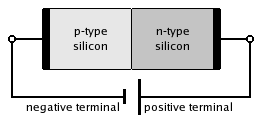 p-type
silicon
n-type
silicon
negative terminal
positive terminal